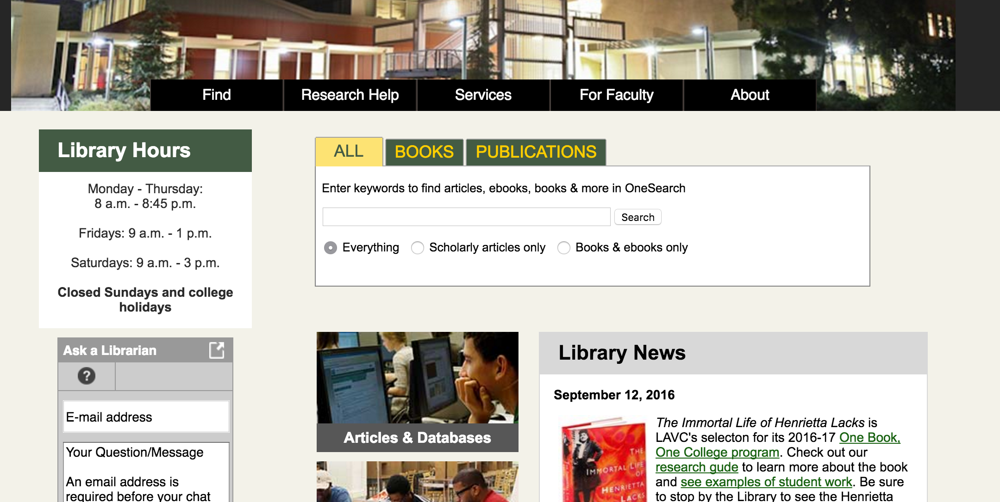 Find
Research Help
Services
For Faculty
About
Library Hours
Monday - Thursday:
8 a.m. - 8:45 p.m.
Fridays: 9 a.m. - 1 p.m.
Saturdays: 9 a.m. - 3 p.m.
Closed Sundays and college
holidays
Ask a Librarian
?
E-mail address
Your Question/Message
An email address is
required before your chat
ALL
BOOKS
PUBLICATIONS
Enter keywords to find articles, ebooks, books & more in OneSearch
Search
Everything
Scholarly articles only
Books & ebooks only
Articles & Databases
Library News
September 12, 2016
THE
IMMORTAL LIFE
OF
HENRIETTA
LACKS
The Immortal Life of Henrietta Lacks is
LAVC's selecton for its 2016-17 One Book,
One College program. Check out our
research gude to learn more about the book
and see examples of student work. Be sure
to stop by the Library to see the Henrietta